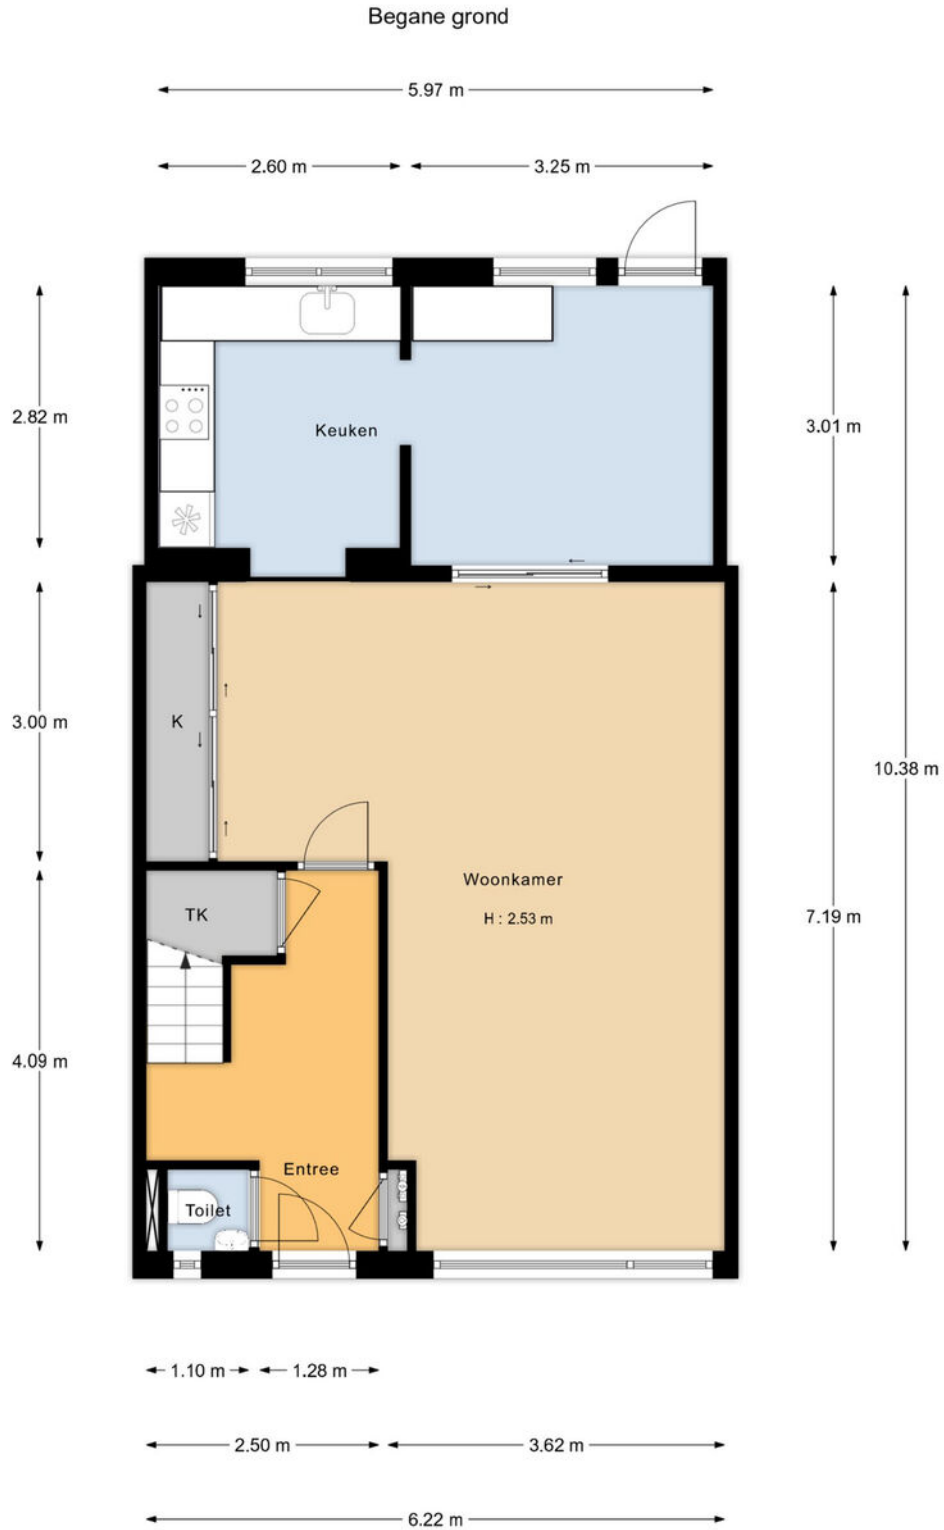 Begane grond
5.97 m
2.60 m
3.25 m
2.82 m
Keuken
3.01 m
3.00 m
K
10.38 m
Woonkamer
H : 2.53 m
TK
7.19 m
4.09 m
Entree
Toilet
1.10 m
1.28 m
2.50 m
3.62 m
6.22 m